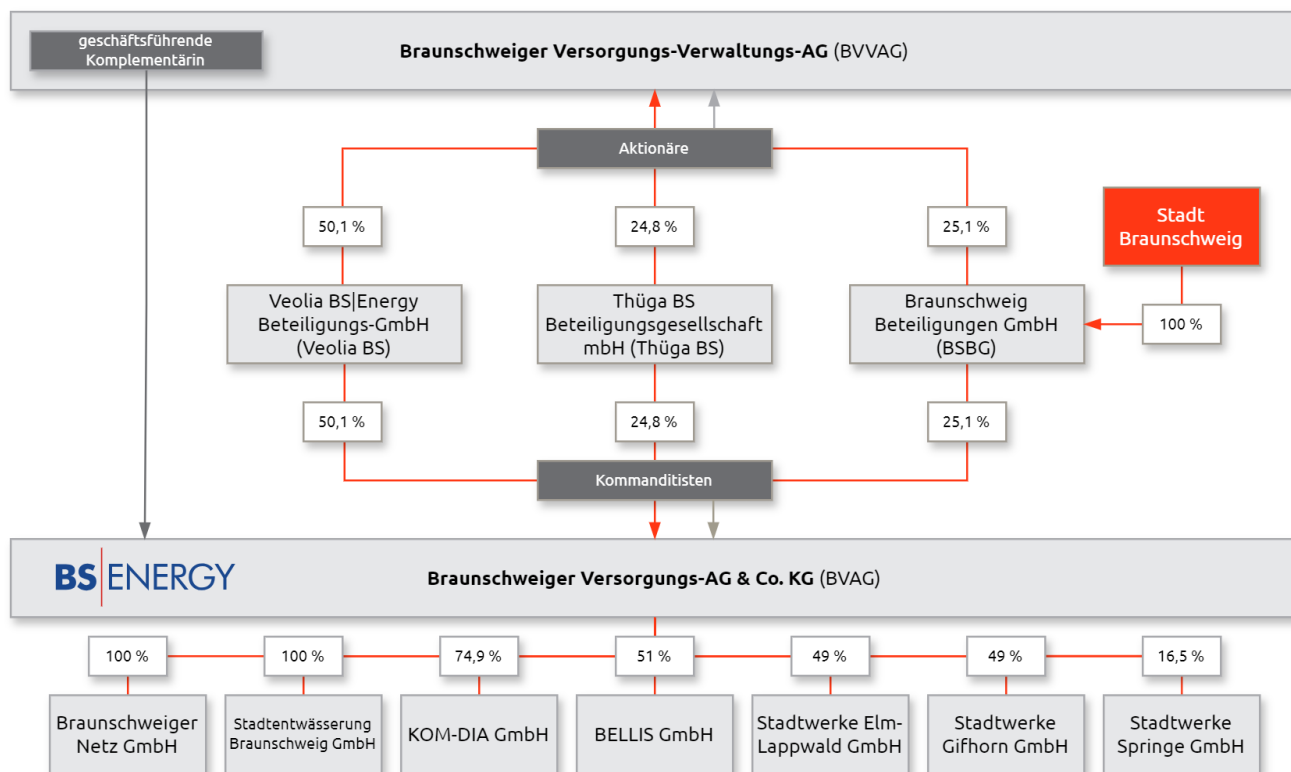 geschäftsführende
Komplementärin
Braunschweiger Versorgungs-Verwaltungs-AG (BVVAG)
Aktionäre
50,1 %
24,8 %
25,1 %
Stadt
Braunschweig
Veolia BS|Energy
Beteiligungs-GmbH
(Veolia BS)
Thüga BS
Beteiligungsgesellschaft
mbH (Thüga BS)
Braunschweig
Beteiligungen GmbH
(BSBG)
100 %
50,1 %
24,8 %
25,1 %
Kommanditisten
BS|ENERGY
Braunschweiger Versorgungs-AG & Co. KG (BVAG)
100 %
100 %
74,9 %
51 %
49 %
49 %
16,5 %
Braunschweiger
Netz GmbH
Stadtentwässerung
Braunschweig GmbH
KOM-DIA GmbH
BELLIS GmbH
Stadtwerke Elm-
Lappwald GmbH
Stadtwerke
Gifhorn GmbH
Stadtwerke
Springe GmbH